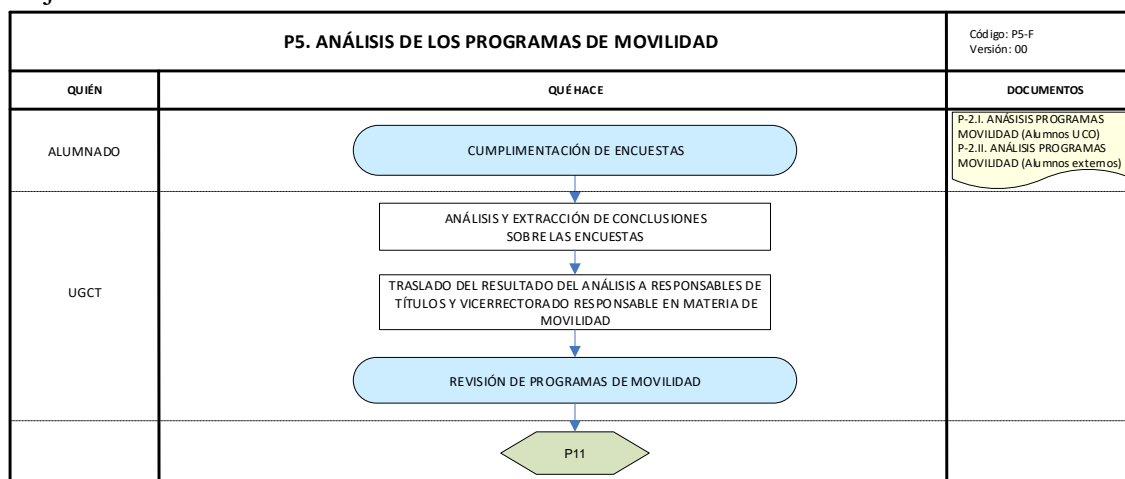 P5. ANÁLISIS DE LOS PROGRAMAS DE MOVILIDAD
Código: P5-F
Versión: 00
QUIÉN
QUÉ HACE
DOCUMENTOS
ALUMNADO
CUMPLIMENTACIÓN DE ENCUESTAS
P-2.I. ANÁSISIS PROGRAMAS
MOVILIDAD (Alumnos UCO)
P-2.II. ANÁLISIS PROGRAMAS
MOVILIDAD (Alumnos externos)
UGCT
ANÁLISIS Y EXTRACCIÓN DE CONCLUSIONES
SOBRE LAS ENCUESTAS
TRASLADO DEL RESULTADO DEL ANÁLISIS A RESPONSABLES DE
TÍTULOS Y VICERRECTORADO RESPONSABLE EN MATERIA DE
MOVILIDAD
REVISIÓN DE PROGRAMAS DE MOVILIDAD
P11